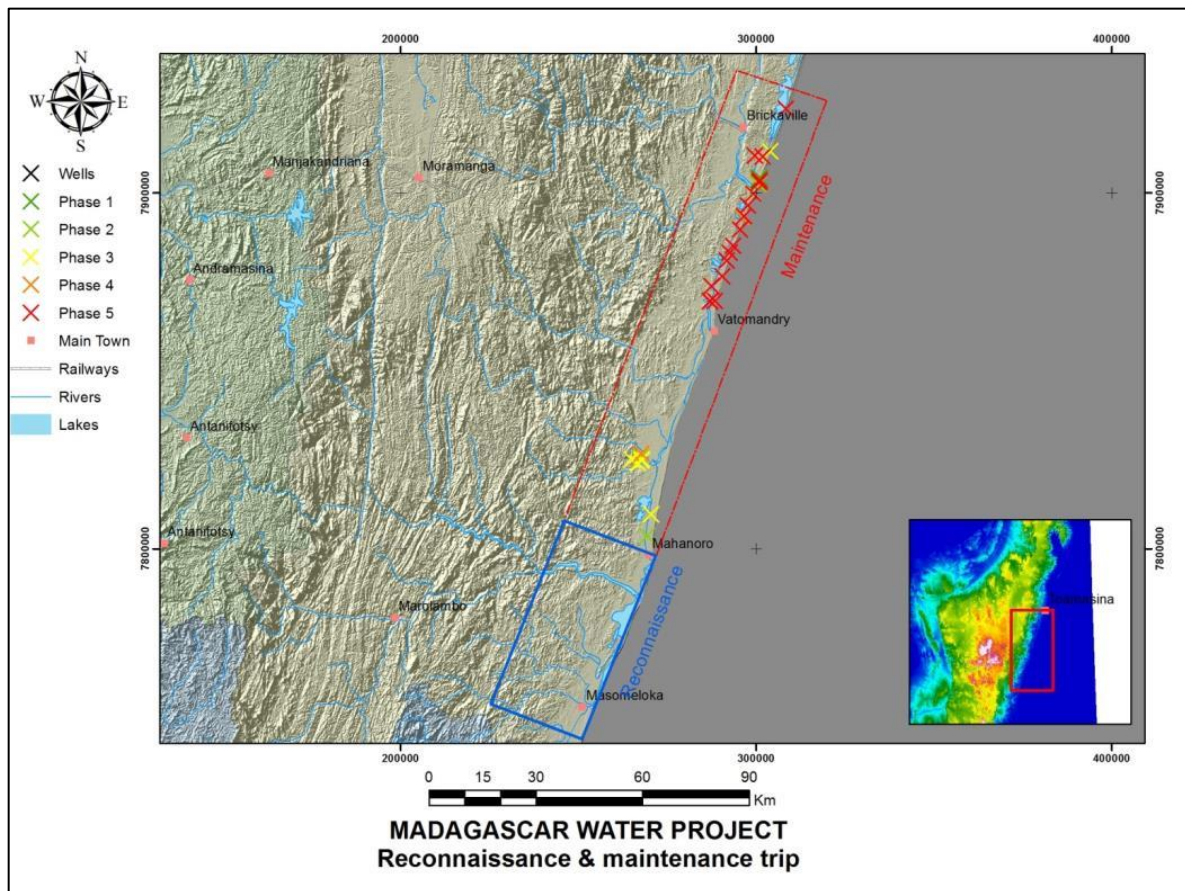 200000 300000 400000
N
W E
S
Wells
Phase 1
Phase 2
Phase 3
Phase 4
Phase 5
Main Town
Railways
Rivers
Lakes
Brickaville
Manjakandriana
Moramanga
7900000 7900000
Maintenance
Andramasina
Vatomandry
Antanifotsy
Antanifotsy
Mahanoro
7800000 7800000
Reconnaissance
Marolambo
Masomeloka
200000 300000 400000
0 15 30 60 90
Km
MADAGASCAR WATER PROJECT
Reconnaissance & maintenance trip